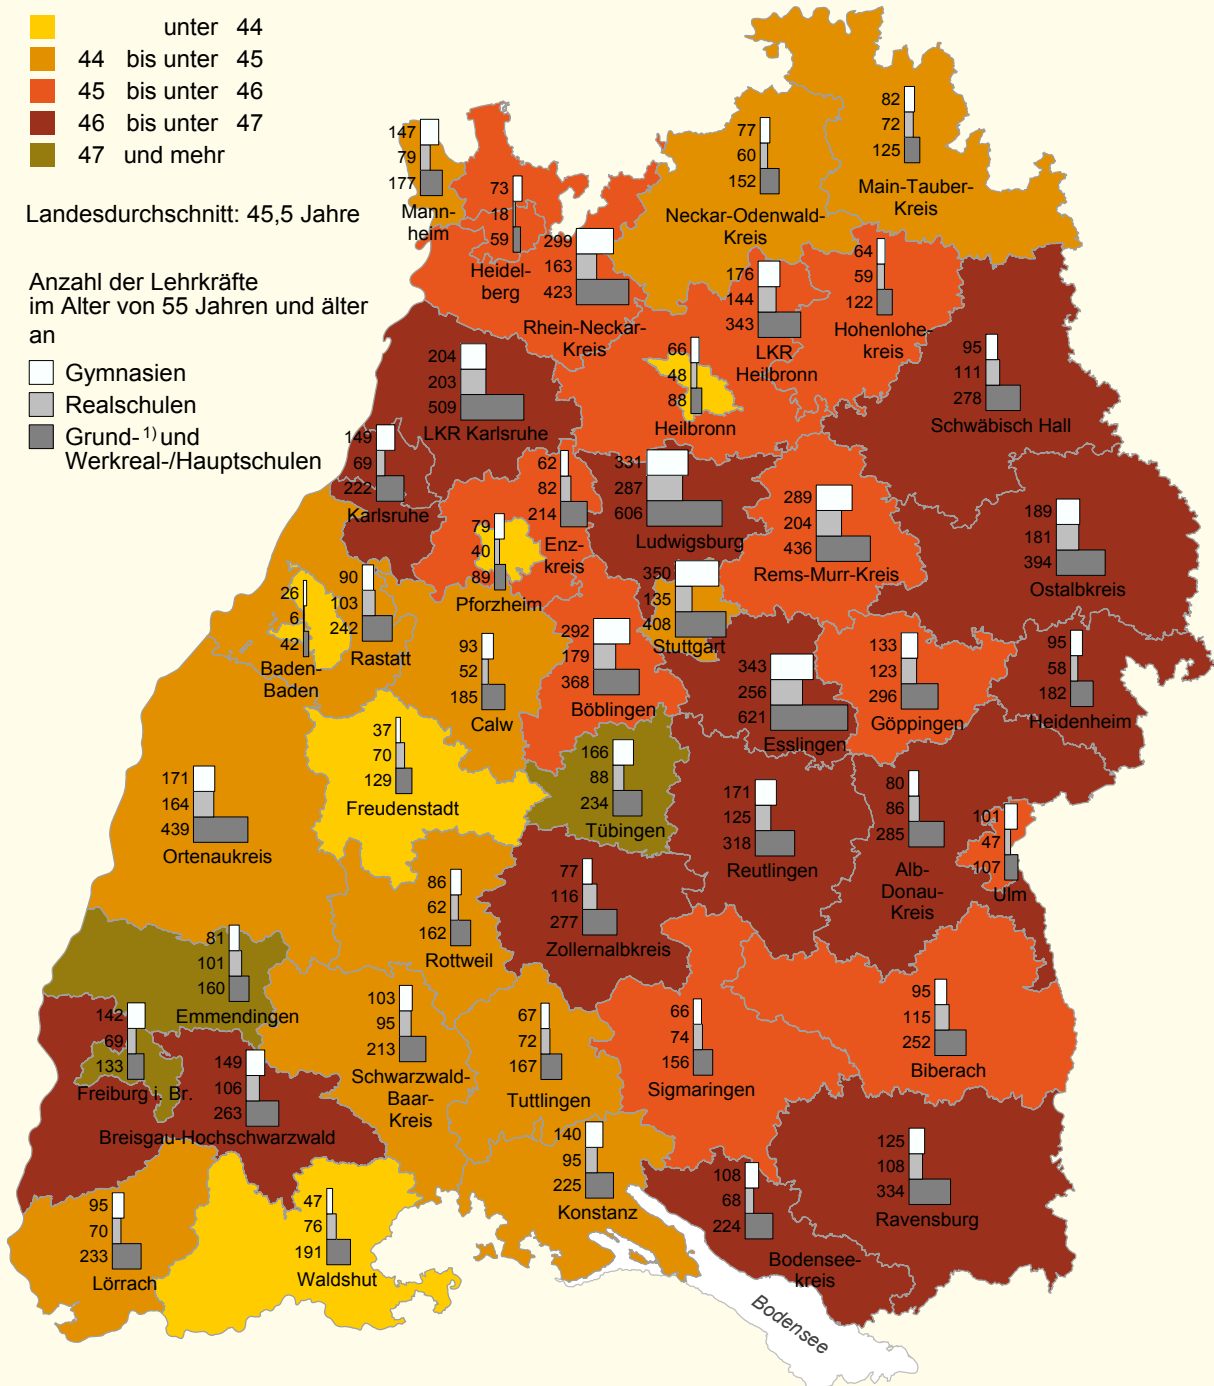 unter 44
44 bis unter 45
45 bis unter 46
46 bis unter 47
47 und mehr
Landesdurchschnitt: 45,5 Jahre
Anzahl der Lehrkräfte
im Alter von 55 Jahren und älter
an
Gymnasien
Realschulen
Grund-1) und
Werkreal-/Hauptschulen
147
79
177
Mann-
heim
73
18
59
Heidel-
berg
299
163
423
Rhein-Neckar-
Kreis
77
60
152
Neckar-Odenwald-
Kreis
82
72
125
Main-Tauber-
Kreis
176
144
343
LKR
Heilbronn
64
59
122
Hohenlohe-
kreis
66
48
88
Heilbronn
95
111
278
Schwäbisch Hall
204
203
509
LKR Karlsruhe
149
69
222
Karlsruhe
62
82
214
Enz-
kreis
79
40
89
Pforzheim
331
287
606
Ludwigsburg
289
204
436
Rems-Murr-Kreis
189
181
394
Ostalbkreis
26
6
42
Baden-
Baden
90
103
242
Rastatt
93
52
185
Calw
292
179
368
Böblingen
350
135
408
Stuttgart
343
256
621
Esslingen
133
123
296
Göppingen
95
58
182
Heidenheim
171
164
439
Ortenaukreis
37
70
129
Freudenstadt
166
88
234
Tübingen
171
125
318
Reutlingen
80
86
285
Alb-
Donau-
Kreis
101
47
107
Ulm
86
62
162
Rottweil
77
116
277
Zollernalbkreis
81
101
160
Emmendingen
142
69
133
Freiburg i. Br.
149
106
263
Breisgau-Hochschwarzwald
103
95
213
Schwarzwald-
Baar-
Kreis
67
72
167
Tuttlingen
66
74
156
Sigmaringen
95
115
252
Biberach
95
70
233
Lörrach
47
76
191
Waldshut
140
95
225
Konstanz
108
68
224
Bodensee-
kreis
125
108
334
Ravensburg
Bodensee